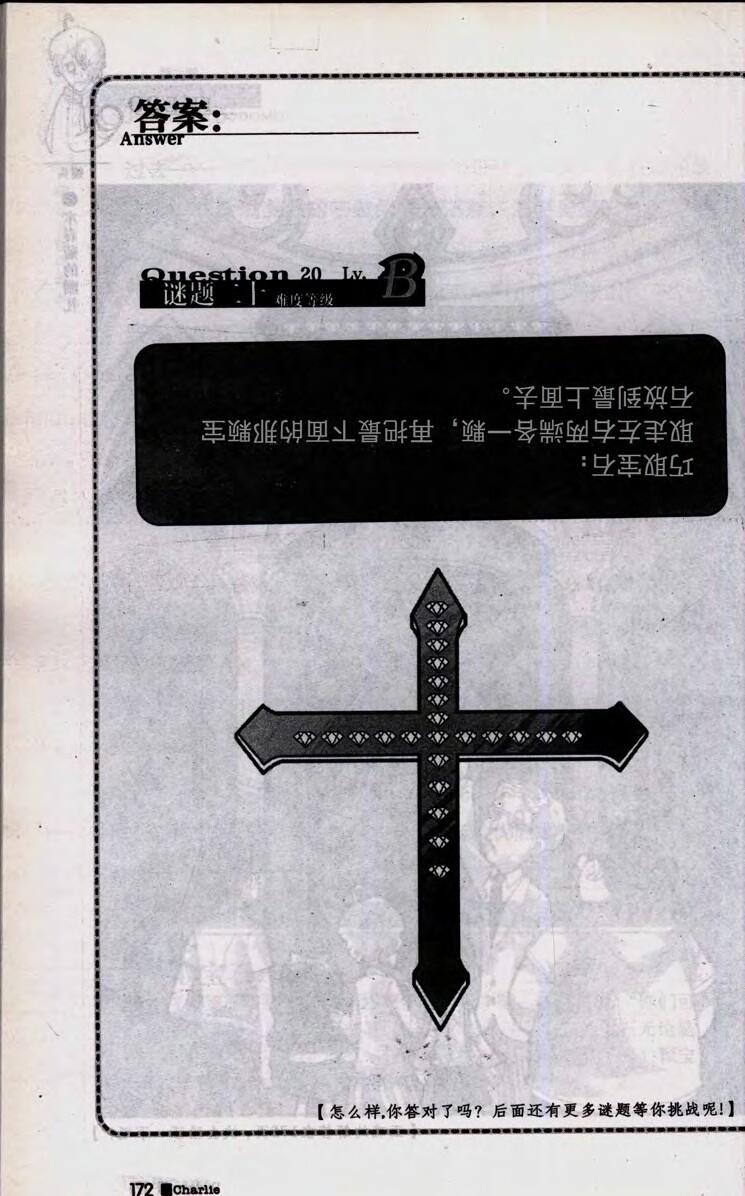 答案：
Answer
Question 20 Lv. B
谜题二十 难度等级
巧取宝石：
取走左右两端各一颗，再把最下面的那颗宝
石放到最上面去。
【怎么样,你答对了吗？后面还有更多谜题等你挑战呢!】
172 Charlie